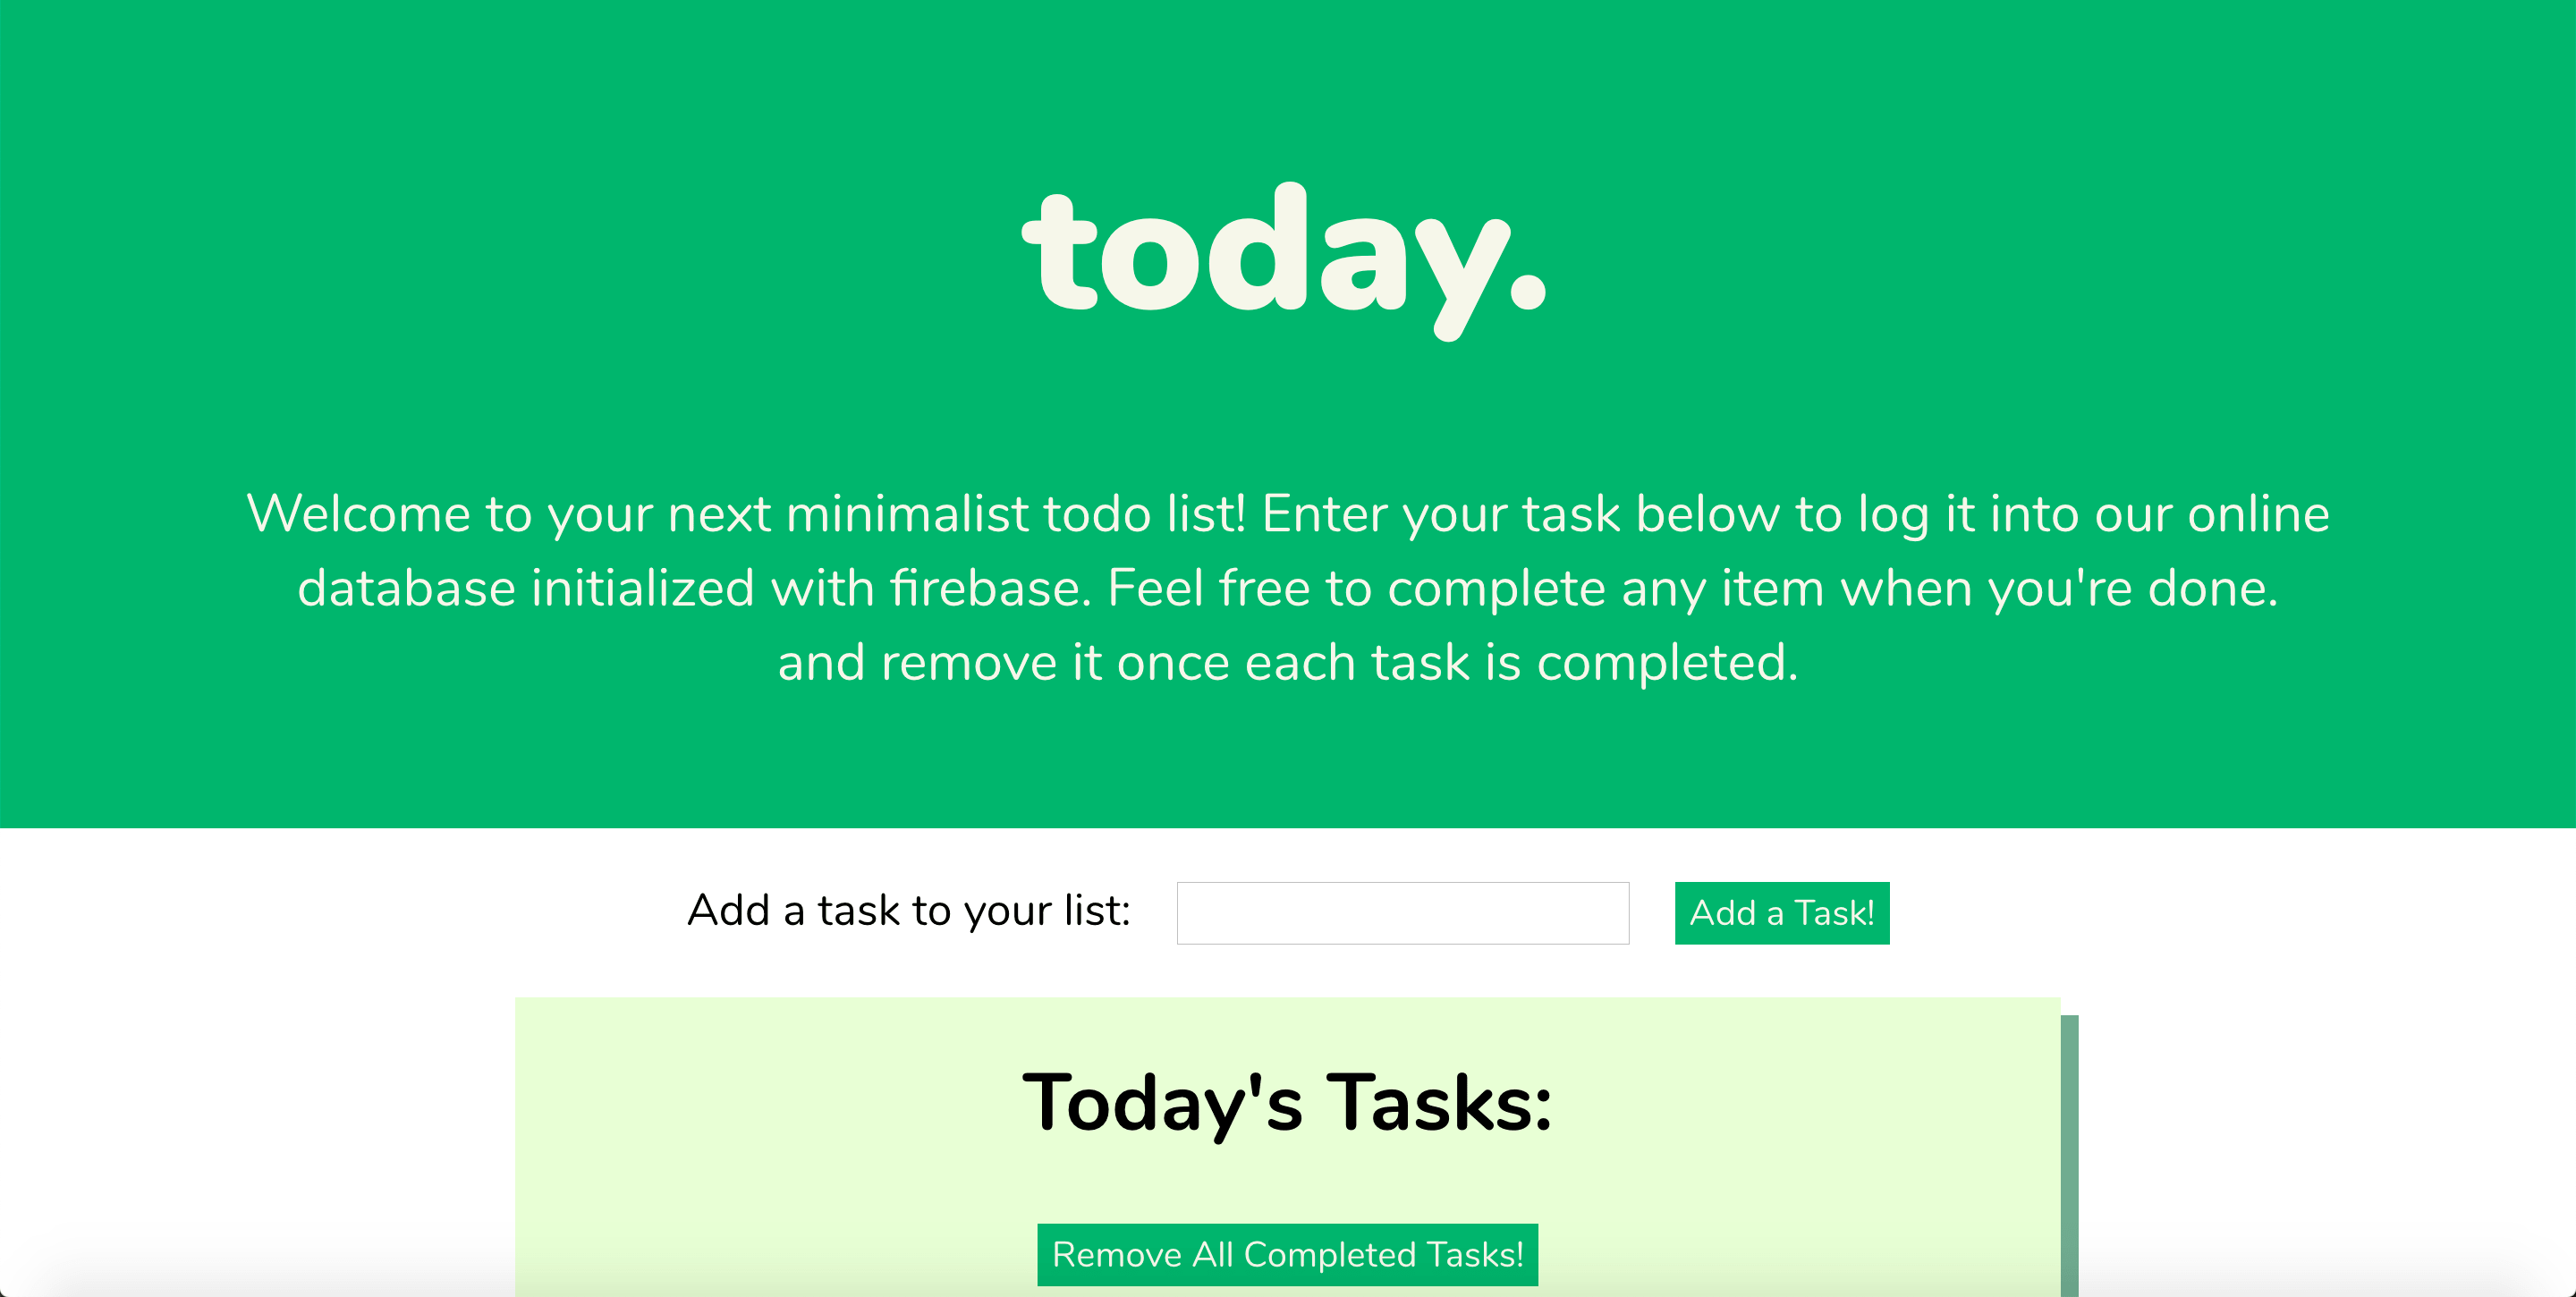 today.
Welcome to your next minimalist todo list! Enter your task below to log it into our online
database initialized with firebase. Feel free to complete any item when you're done.
and remove it once each task is completed.
Add a task to your list:
Add a Task!
Today's Tasks:
Remove All Completed Tasks!